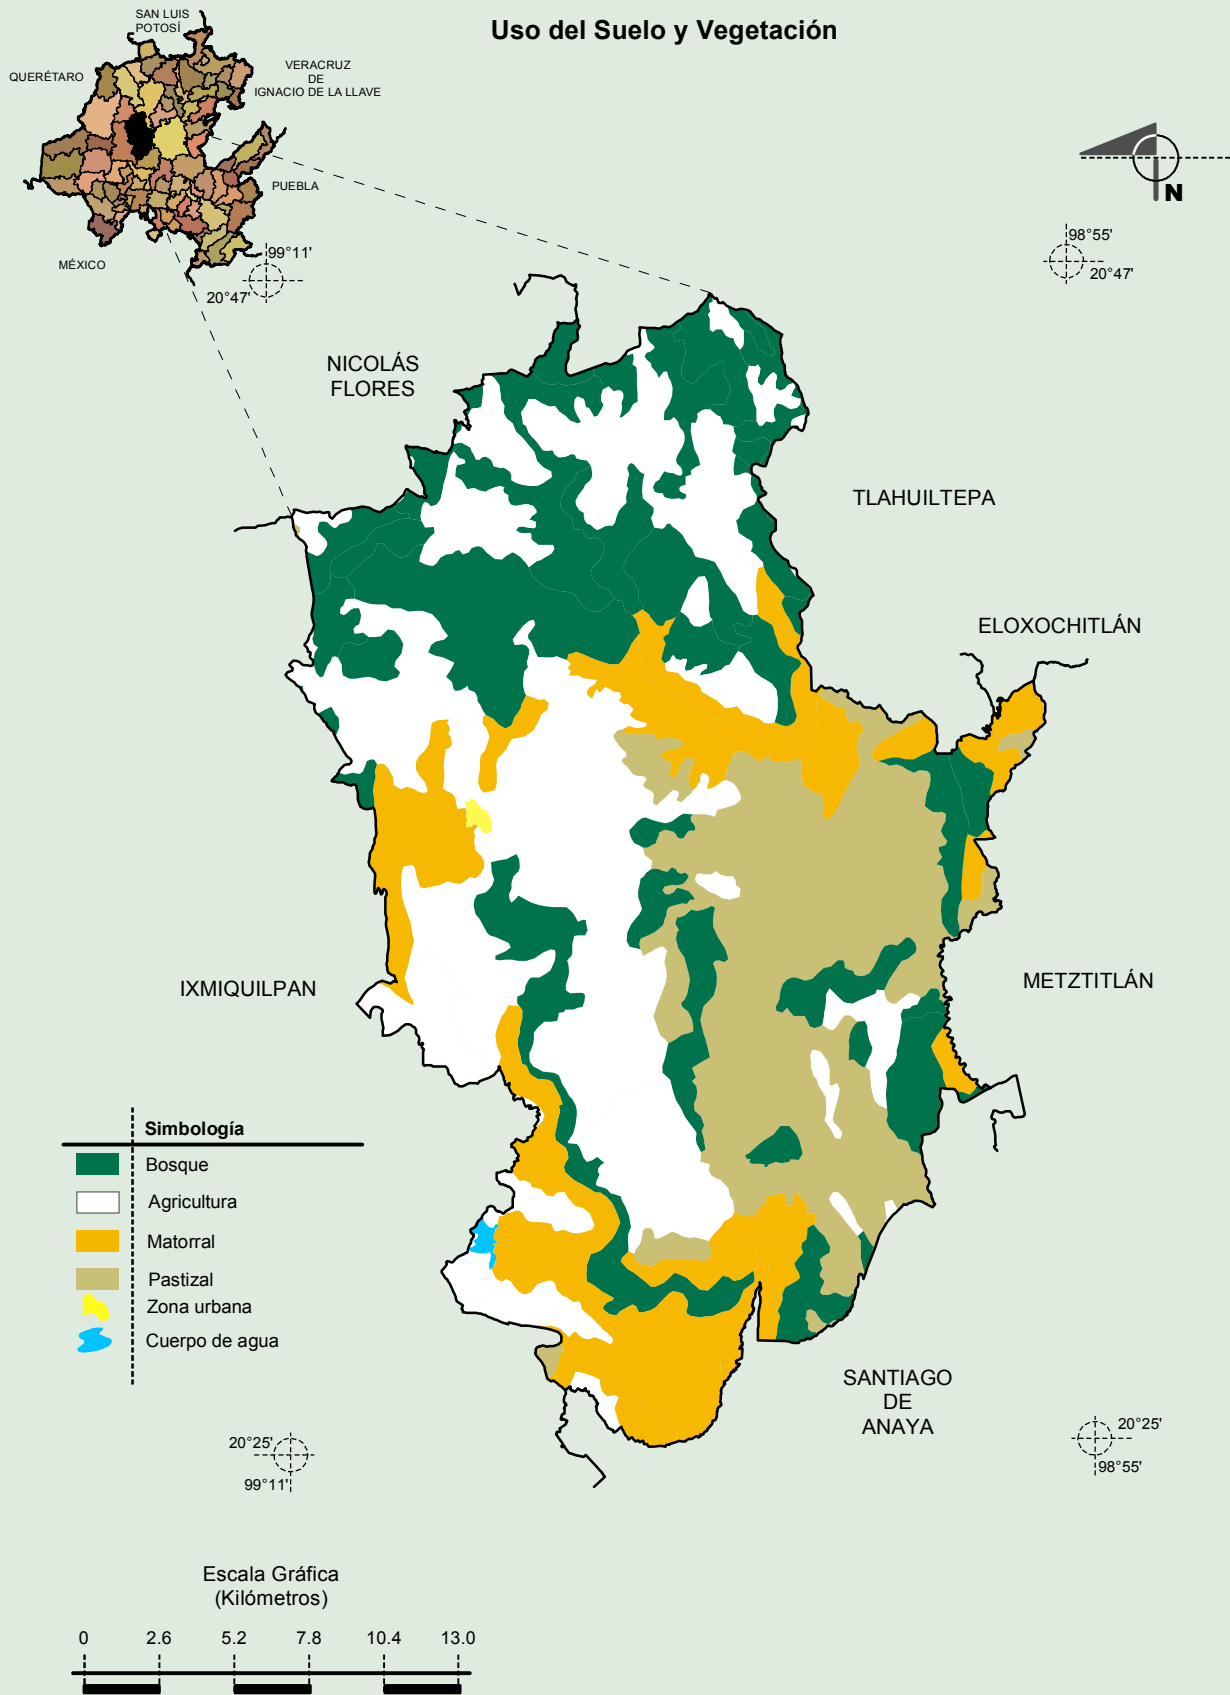 Uso del Suelo y Vegetación
SAN LUIS
POTOSÍ
QUERÉTARO
VERACRUZ
DE
IGNACIO DE LA LLAVE
PUEBLA
MÉXICO
N
99°11'
20°47'
98°55'
20°47'
NICOLÁS
FLORES
TLAHUILTEPA
ELOXOCHITLÁN
IXMIQUILPAN
METZTITLÁN
SANTIAGO
DE
ANAYA
Simbología
Bosque
Agricultura
Matorral
Pastizal
Zona urbana
Cuerpo de agua
20°25'
99°11'
20°25'
98°55'
Escala Gráfica
(Kilómetros)
0 2.6 5.2 7.8 10.4 13.0